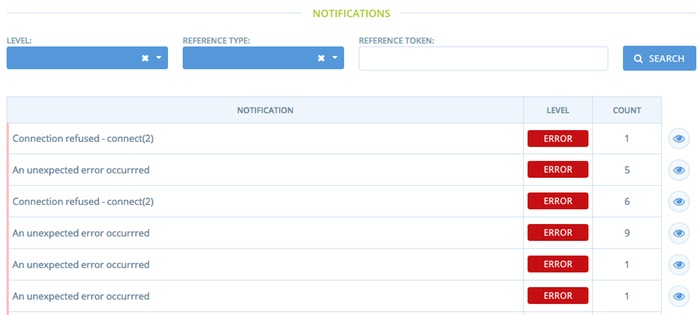 NOTIFICATIONS
LEVEL: REFERENCE TYPE: REFERENCE TOKEN:
SEARCH
NOTIFICATION LEVEL COUNT
Connection refused - connect(2) ERROR 1
An unexpected error occurrred ERROR 5
Connection refused - connect(2) ERROR 6
An unexpected error occurrred ERROR 9
An unexpected error occurrred ERROR 1
An unexpected error occurrred ERROR 1